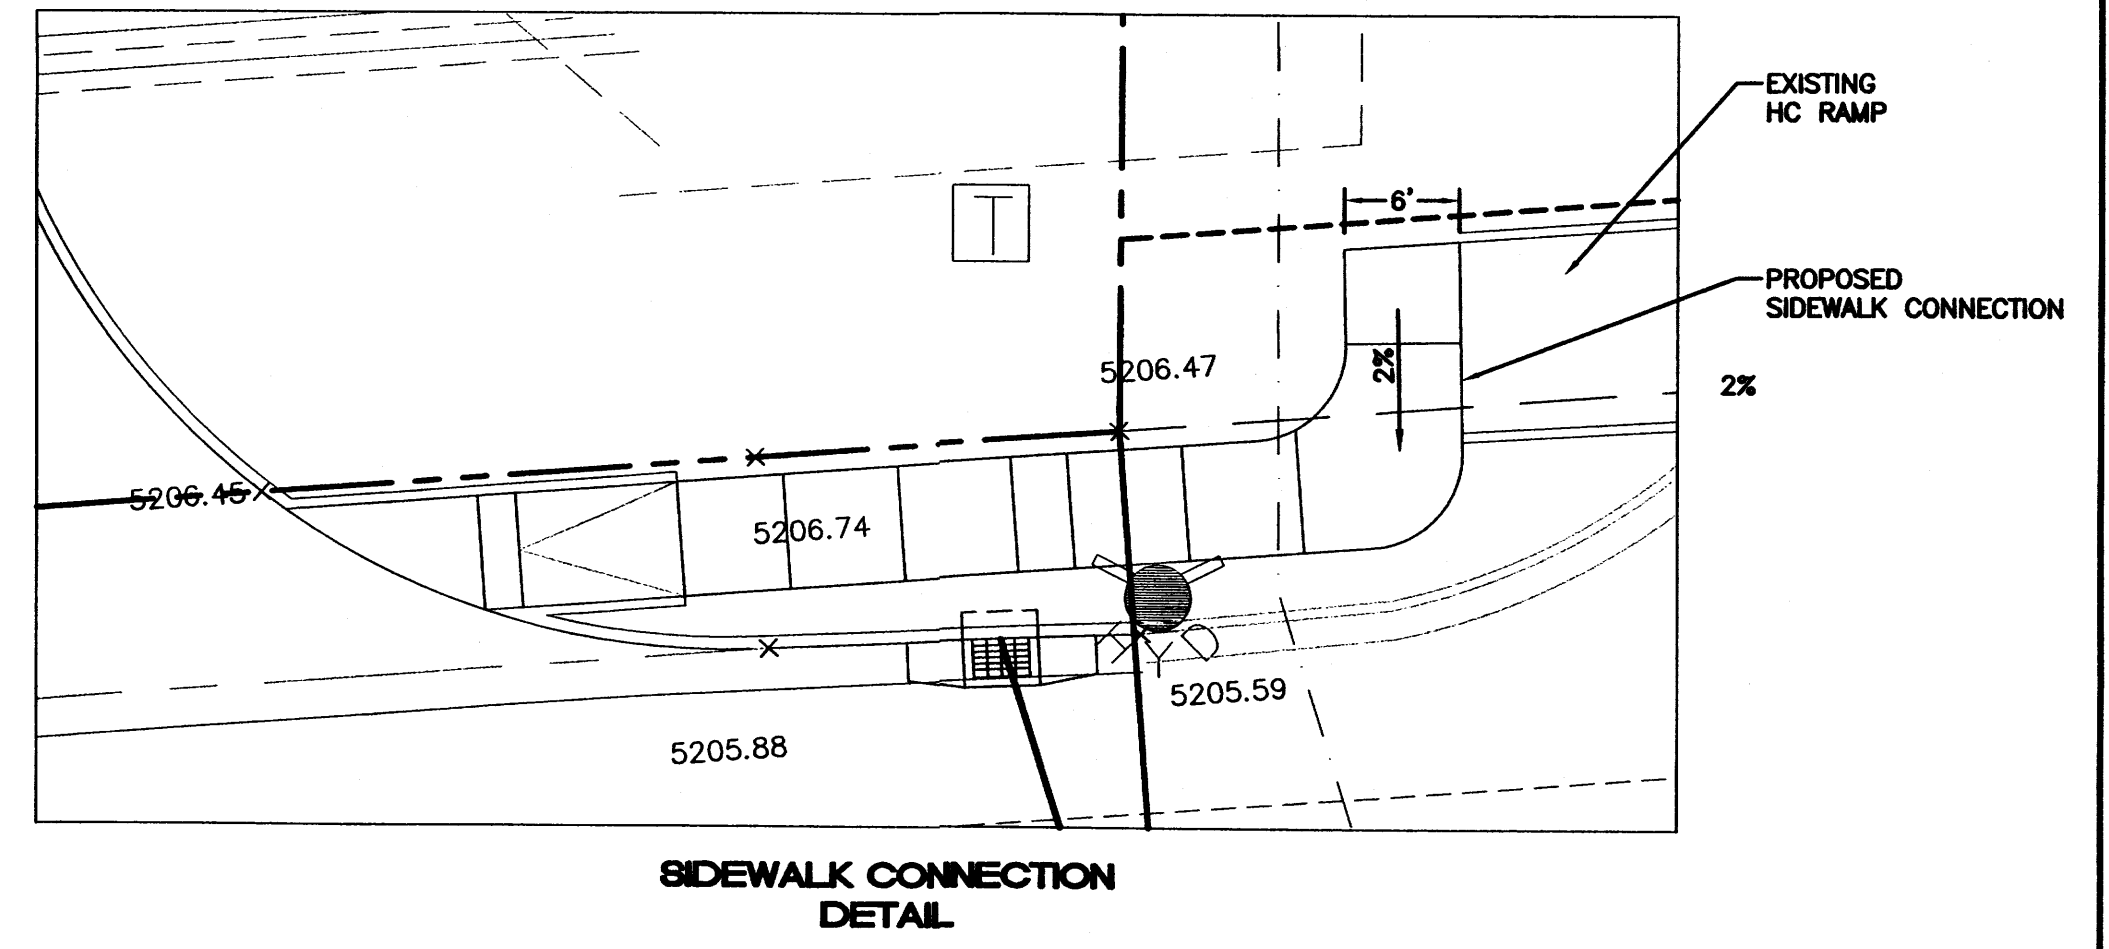 EXISTING
HC RAMP
6'
T
PROPOSED
SIDEWALK CONNECTION
5206.47
2%
2%
5206.45
5206.74
5205.59
5205.88
SIDEWALK CONNECTION
DETAIL